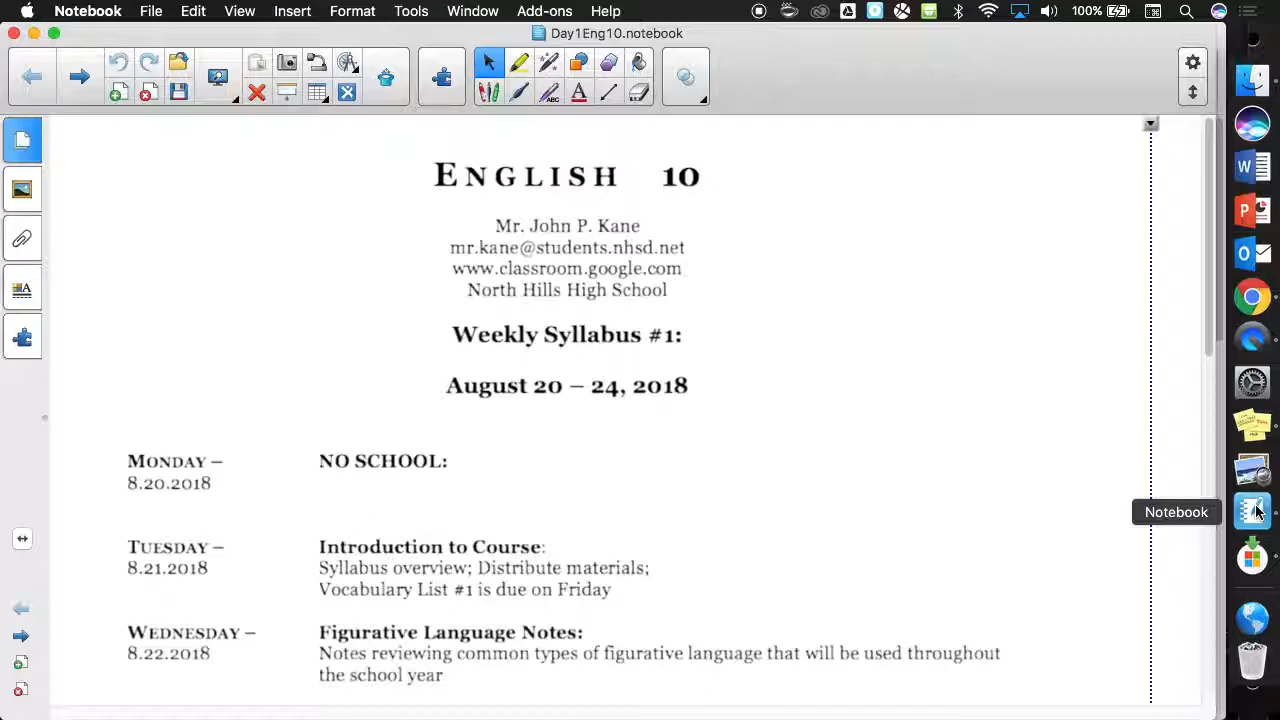 Notebook File Edit View Insert Format Tools Window Add-ons Help 100%
Day1Eng10.notebook
ENGLISH 10
Mr. John P. Kane
mr.kane@students.nhsd.net
www.classroom.google.com
North Hills High School
Weekly Syllabus #1:
August 20 – 24, 2018
MONDAY – NO SCHOOL:
8.20.2018
TUESDAY – Introduction to Course:
8.21.2018 Syllabus overview; Distribute materials;
Vocabulary List #1 is due on Friday
WEDNESDAY – Figurative Language Notes:
8.22.2018 Notes reviewing common types of figurative language that will be used throughout
the school year
Notebook